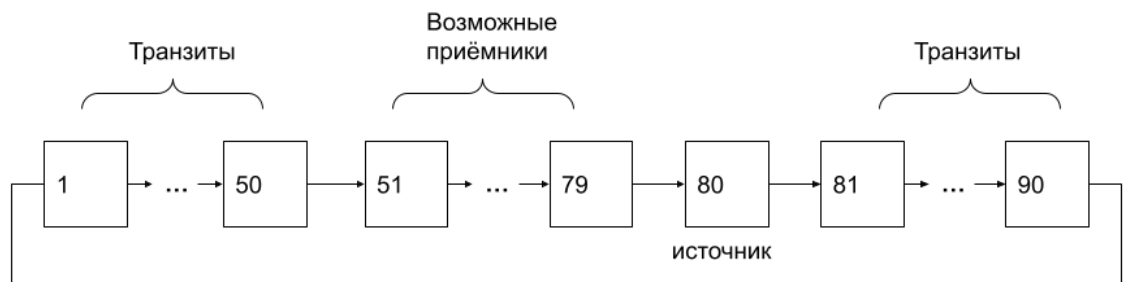 Транзиты
Возможные
приёмники
Транзиты
1 ... 50 51 ... 79 80 81 ... 90
источник